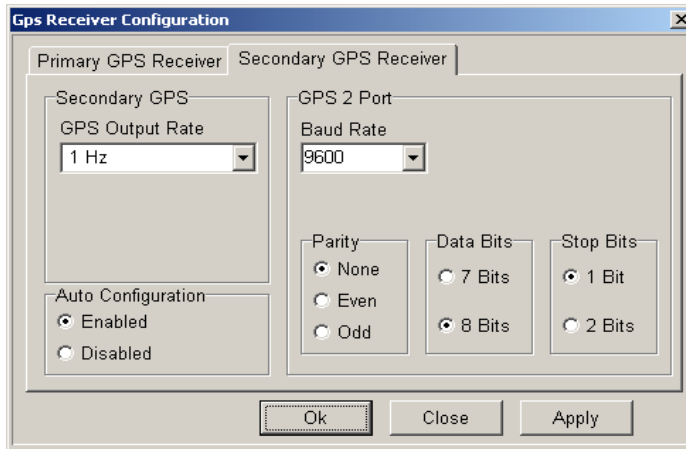 Gps Receiver Configuration
Primary GPS Receiver
Secondary GPS Receiver
Secondary GPS
GPS Output Rate
1 Hz
Auto Configuration
Enabled
Disabled
GPS 2 Port
Baud Rate
9600
Parity
None
Even
Odd
Data Bits
7 Bits
8 Bits
Stop Bits
1 Bit
2 Bits
Ok
Close
Apply